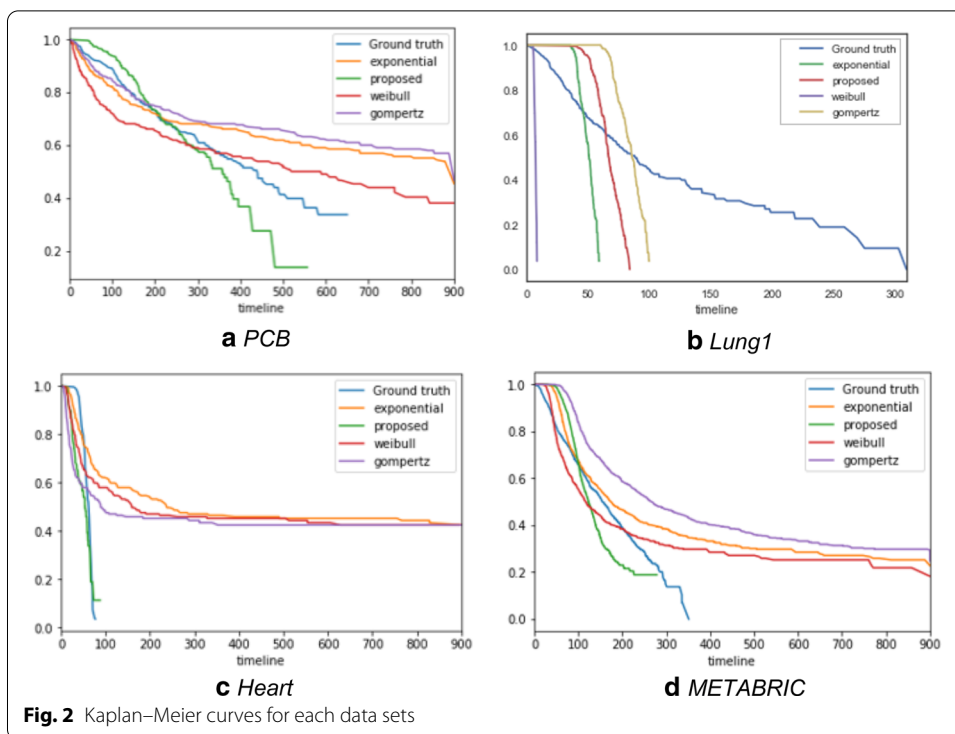 1.0
0.8
0.6
0.4
0.2
0 100 200 300 400 500 600 700 800 900
timeline
Ground truth
exponential
proposed
weibull
gompertz
a PCB
1.0
0.8
0.6
0.4
0.2
0.0
0 50 100 150 200 250 300
timeline
Ground truth
exponential
proposed
weibull
gompertz
b Lung1
1.0
0.8
0.6
0.4
0.2
0.0
0 100 200 300 400 500 600 700 800 900
timeline
Ground truth
exponential
proposed
weibull
gompertz
c Heart
1.0
0.8
0.6
0.4
0.2
0.0
0 100 200 300 400 500 600 700 800 900
timeline
Ground truth
exponential
proposed
weibull
gompertz
d METABRIC
Fig. 2 Kaplan–Meier curves for each data sets